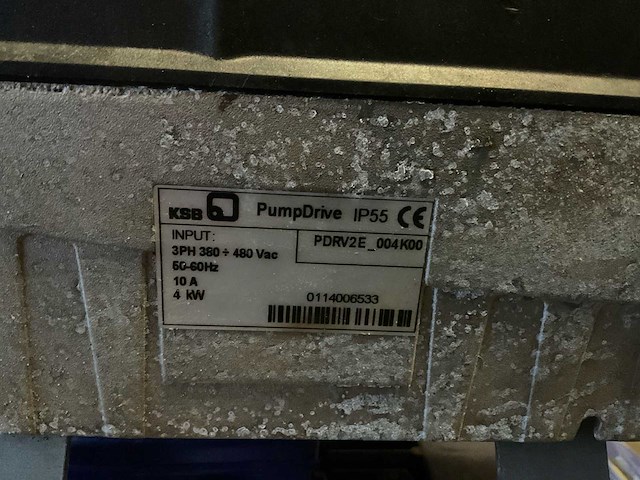 KSB PumpDrive IP55 CE
INPUT:
PDRV2E_004K00
3PH 380 ÷ 480 Vac
50-60Hz
10 A
4 kW
0114006533